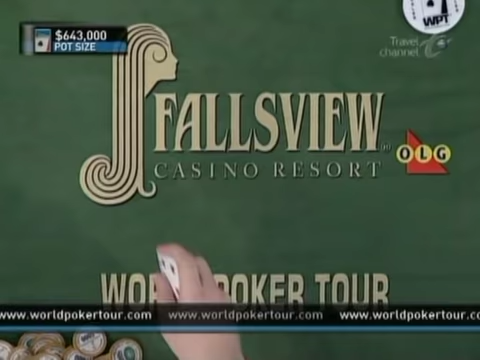 $643,000
POT SIZE
WPT
Travel
channel
FALLSVIEW
CASINO RESORT
OLG
WORLD POKER TOUR
www.worldpokertour.com www.worldpokertour.com www.worldpokertour.